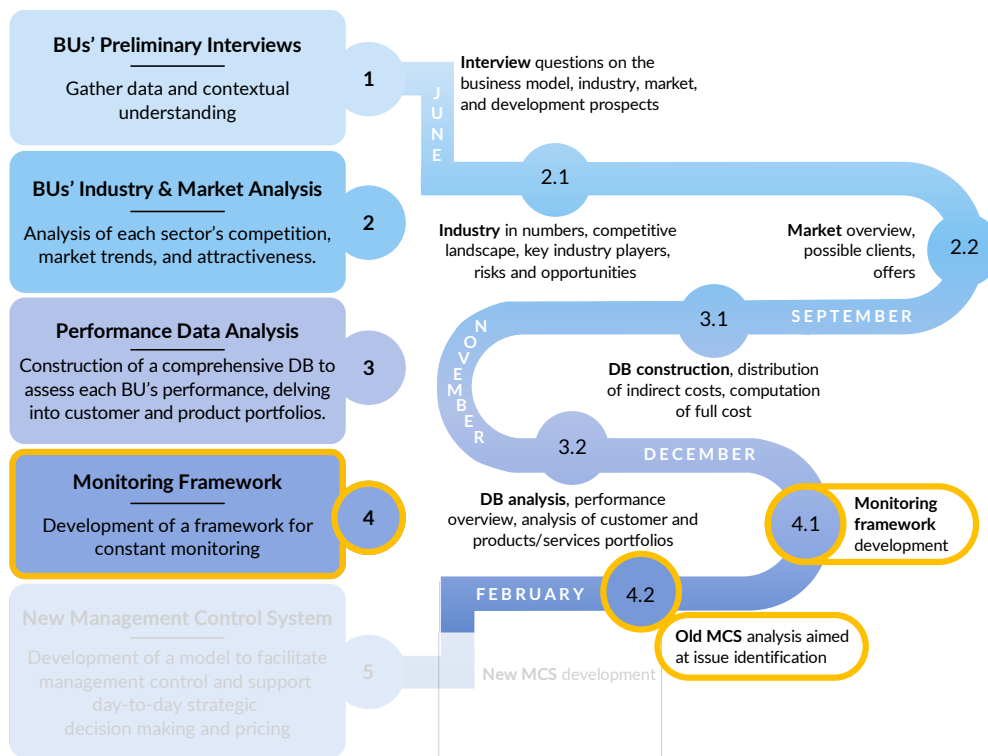 BUs’ Preliminary Interviews
Gather data and contextual
understanding
1
JUNE
Interview questions on the
business model, industry, market,
and development prospects
BUs’ Industry & Market Analysis
Analysis of each sector’s competition,
market trends, and attractiveness.
2
2.1
Industry in numbers, competitive
landscape, key industry players,
risks and opportunities
Market overview,
possible clients,
offers
2.2
Performance Data Analysis
Construction of a comprehensive DB to
assess each BU’s performance, delving
into customer and product portfolios.
3
SEPTEMBER
3.1
DB construction, distribution
of indirect costs, computation
of full cost
NOVEMBER
3.2
DECEMBER
DB analysis, performance
overview, analysis of customer and
products/services portfolios
Monitoring Framework
Development of a framework for
constant monitoring
4
4.1
Monitoring
framework
development
FEBRUARY
4.2
Old MCS analysis aimed
at issue identification
New Management Control System
Development of a model to facilitate
management control and support
day-to-day strategic
decision making and pricing
5
New MCS development